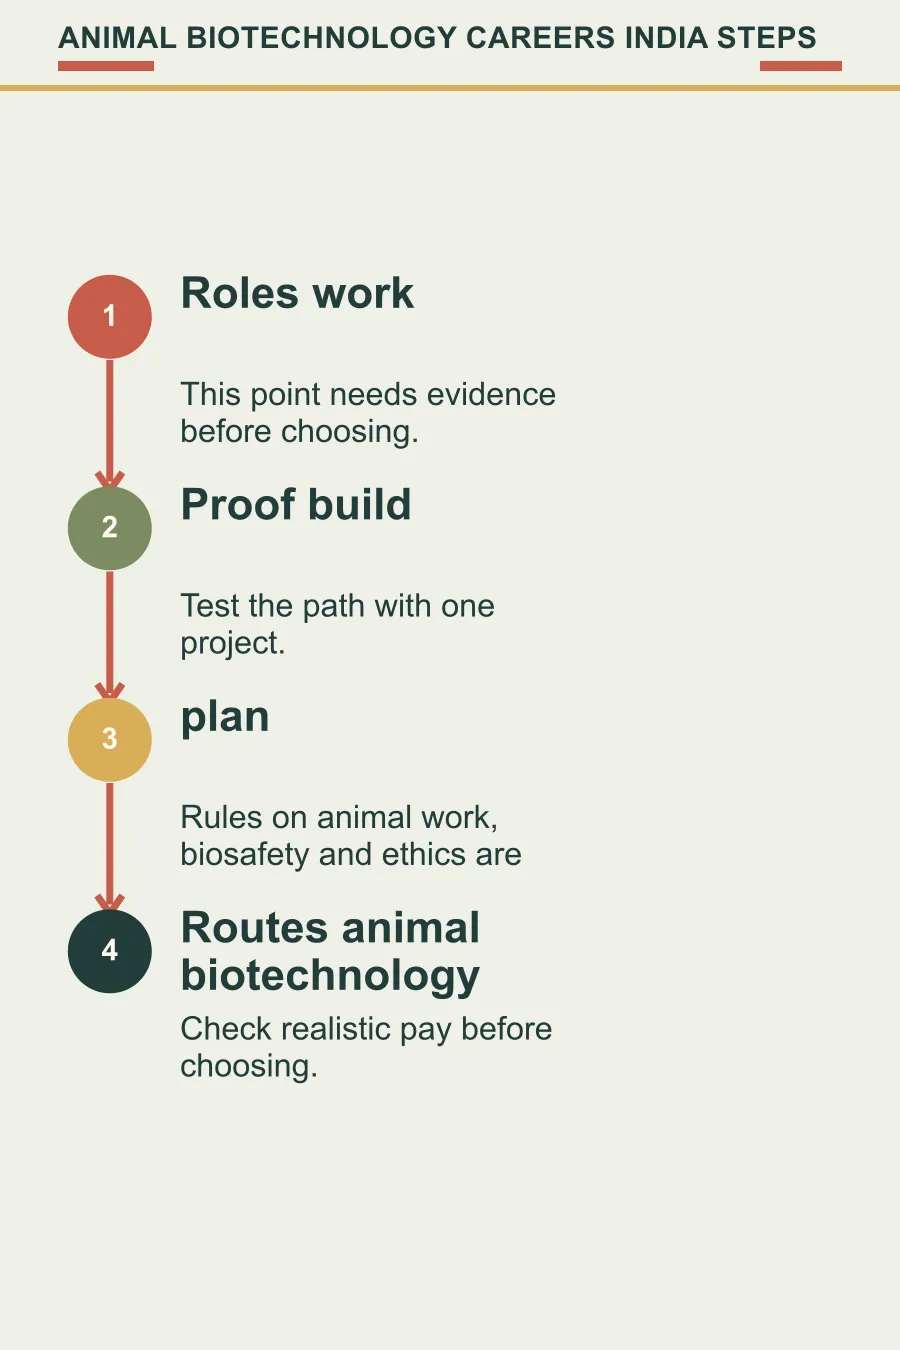 ANIMAL BIOTECHNOLOGY CAREERS INDIA STEPS
1
Roles work
This point needs evidence
before choosing.
2
Proof build
Test the path with one
project.
3
plan
Rules on animal work,
biosafety and ethics are
4
Routes animal
biotechnology
Check realistic pay before
choosing.